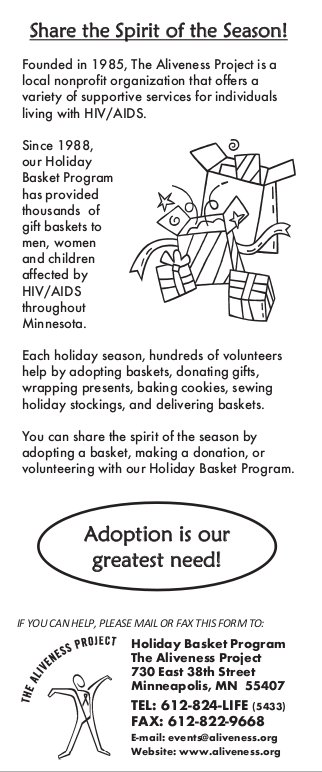 Share the Spirit of the Season!
Founded in 1985, The Aliveness Project is a
local nonprofit organization that offers a
variety of supportive services for individuals
living with HIV/AIDS.
Since 1988,
our Holiday
Basket Program
has provided
thousands of
gift baskets to
men, women
and children
affected by
HIV/AIDS
throughout
Minnesota.
Each holiday season, hundreds of volunteers
help by adopting baskets, donating gifts,
wrapping presents, baking cookies, sewing
holiday stockings, and delivering baskets.
You can share the spirit of the season by
adopting a basket, making a donation, or
volunteering with our Holiday Basket Program.
Adoption is our
greatest need!
IF YOU CAN HELP, PLEASE MAIL OR FAX THIS FORM TO:
THE ALIVENESS PROJECT
Holiday Basket Program
The Aliveness Project
730 East 38th Street
Minneapolis, MN 55407
TEL: 612-824-LIFE (5433)
FAX: 612-822-9668
E-mail: events@aliveness.org
Website: www.aliveness.org